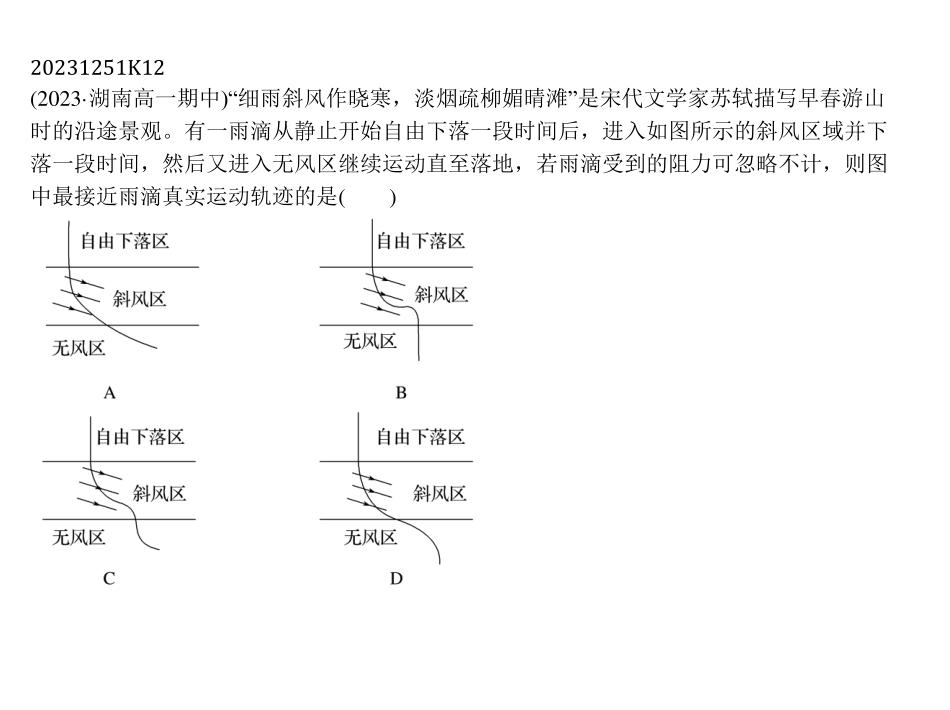 20231251K12
(2023·湖南高一期中)“细雨斜风作晓寒，淡烟疏柳媚晴滩”是宋代文学家苏轼描写早春游山
时的沿途景观。有一雨滴从静止开始自由下落一段时间后，进入如图所示的斜风区域并下
落一段时间，然后又进入无风区继续运动直至落地，若雨滴受到的阻力可忽略不计，则图
中最接近雨滴真实运动轨迹的是(　　)
自由下落区
斜风区
无风区
A
自由下落区
斜风区
无风区
B
自由下落区
斜风区
无风区
C
自由下落区
斜风区
无风区
D